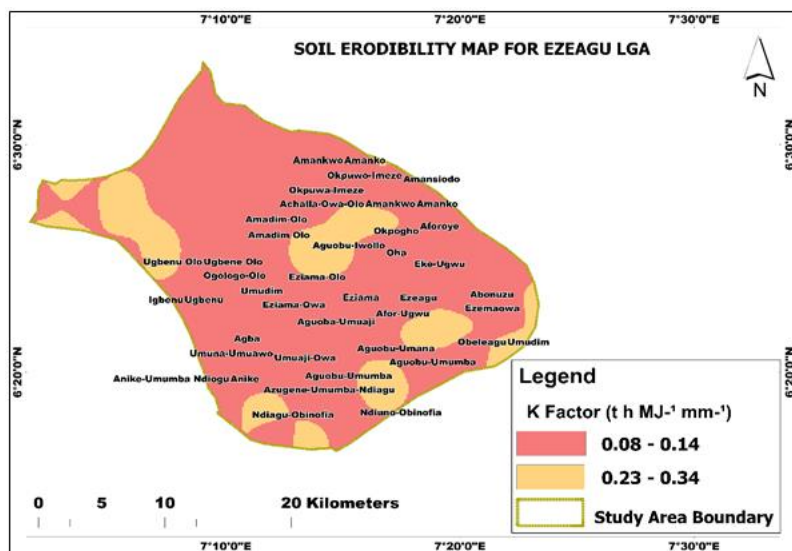 7°10'0"E 7°20'0"E 7°30'0"E
SOIL ERODIBILITY MAP FOR EZEAGU LGA
N
6°30'0"N 6°30'0"N
Amankwo Amanko
Okpuwo-Imeze
Amansiodo
Okpuwa-Imeze
Achalla-Owa-Olo Amankwo Amanko
Amadim-Olo
Aforoye
Okpogho
Amadim Olo
Aguobu-Iwollo
Oha
Ugbenu Olo Ugbene Olo
Eke-Ugwu
Ogologo-Olo
Eziama-Olo
Umudim
Igbenu Ugbenu
Eziama-Owa
Eziama
Ezeagu
Abonuzu
Ezemaowa
Afor-Ugwu
Aguoba-Umuaji
Agba
Obeleagu Umudim
Aguobu-Umana
Umuna-Umuawo
Umuaji-Owa
Aguobu-Umumba
6°20'0"N 6°20'0"N
Anike-Umumba Ndiogu Anike
Aguobu-Umumba
Azugene-Umumba-Ndiagu
Ndiagu-Obinofia
Ndiuno-Obinofia
Legend
K Factor (t h MJ-¹ mm-¹)
0.08 - 0.14
0.23 - 0.34
Study Area Boundary
0 5 10 20 Kilometers
7°10'0"E 7°20'0"E 7°30'0"E